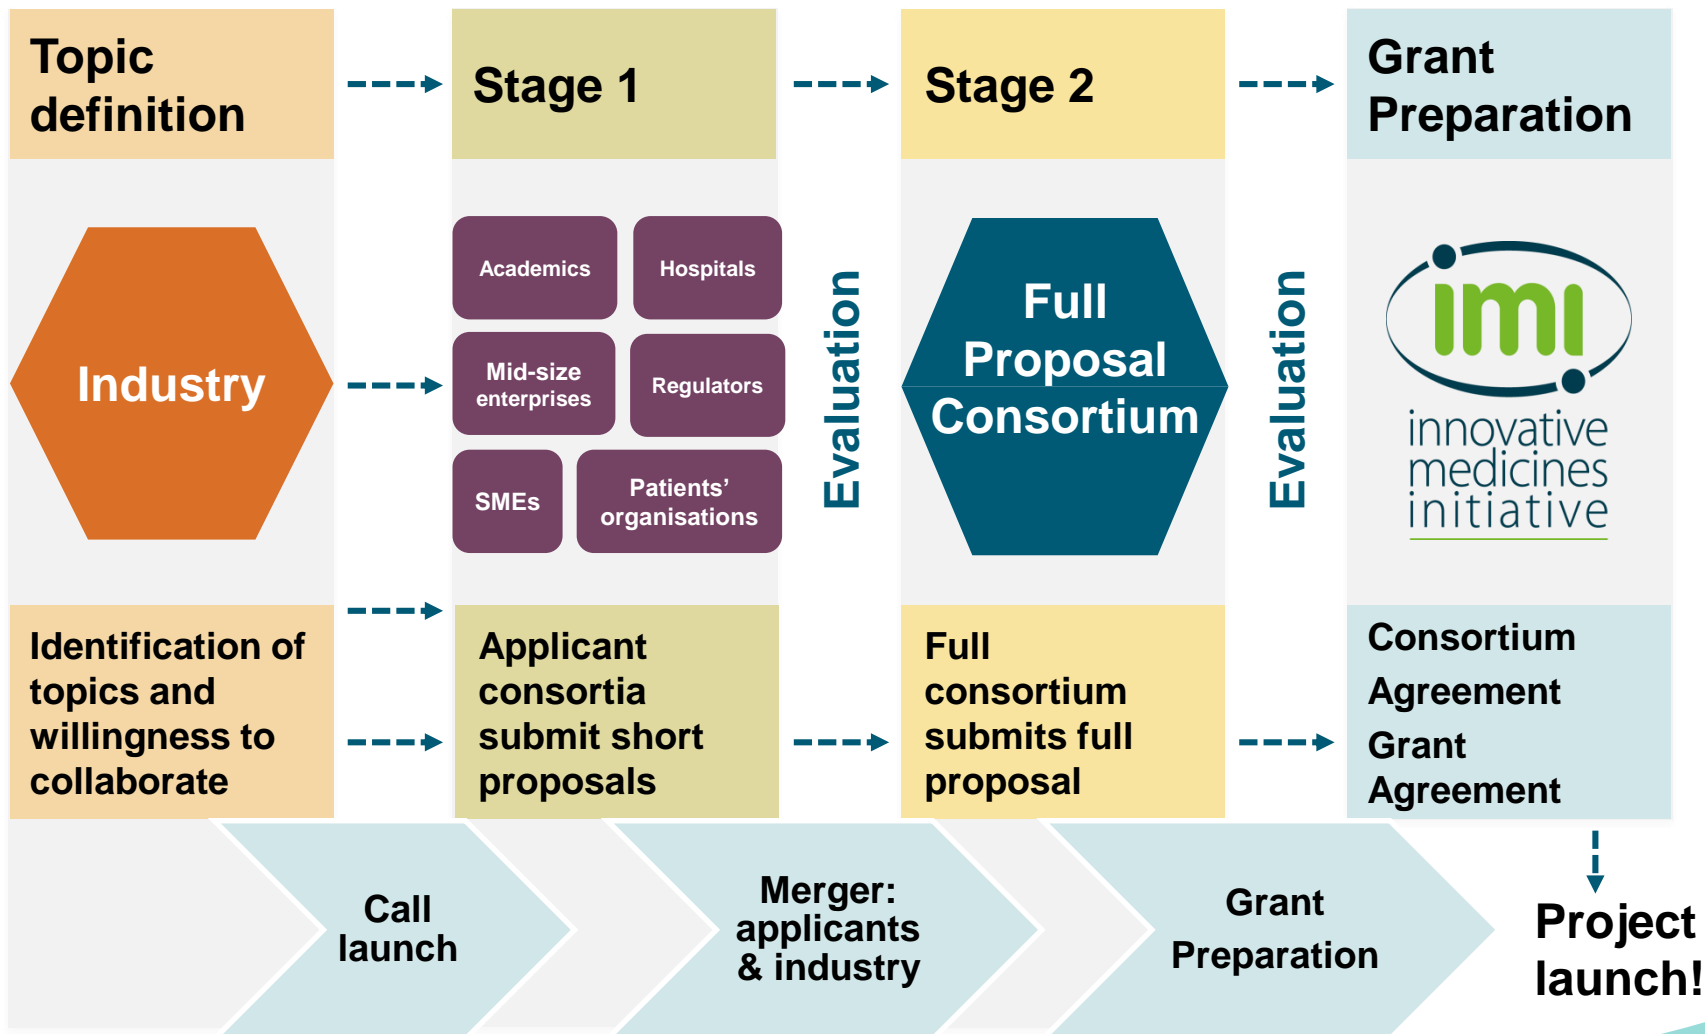 Topic
definition
Stage 1
Stage 2
Grant
Preparation
Industry
Academics
Hospitals
Mid-size
enterprises
Regulators
SMEs
Patients’
organisations
Evaluation
Full
Proposal
Consortium
Evaluation
imi
innovative
medicines
initiative
Identification of
topics and
willingness to
collaborate
Applicant
consortia
submit short
proposals
Full
consortium
submits full
proposal
Consortium
Agreement
Grant
Agreement
Call
launch
Merger:
applicants
& industry
Grant
Preparation
Project
launch!